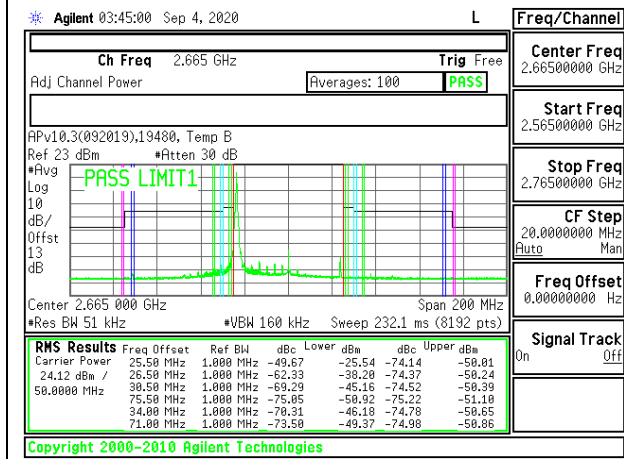 Agilent 03:45:00 Sep 4, 2020 L
Ch Freq 2.665 GHz Trig Free
Adj Channel Power Averages: 100 PASS
APv10.3(092019),19480, Temp B
Ref 23 dBm #Atten 30 dB
#Avg
Log
10
dB/
Offst
13
dB
PASS LIMIT1
Center 2.665 000 GHz Span 200 MHz
#Res BW 51 kHz #VBW 160 kHz Sweep 232.1 ms (8192 pts)
RMS Results Freq Offset Ref BW dBc Lower dBm dBc Upper dBm
Carrier Power 25.50 MHz 1.000 MHz -49.67 -25.54 -74.14 -50.01
24.12 dBm / 26.50 MHz 1.000 MHz -62.33 -38.20 -74.37 -50.24
50.0000 MHz 30.50 MHz 1.000 MHz -69.29 -45.16 -74.52 -50.39
75.50 MHz 1.000 MHz -75.05 -50.92 -75.22 -51.10
34.00 MHz 1.000 MHz -70.31 -46.18 -74.78 -50.65
71.00 MHz 1.000 MHz -73.50 -49.37 -74.98 -50.86
Copyright 2000-2010 Agilent Technologies
Freq/Channel
Center Freq
2.66500000 GHz
Start Freq
2.56500000 GHz
Stop Freq
2.76500000 GHz
CF Step
20.0000000 MHz
Auto Man
Freq Offset
0.00000000 Hz
Signal Track
On Off